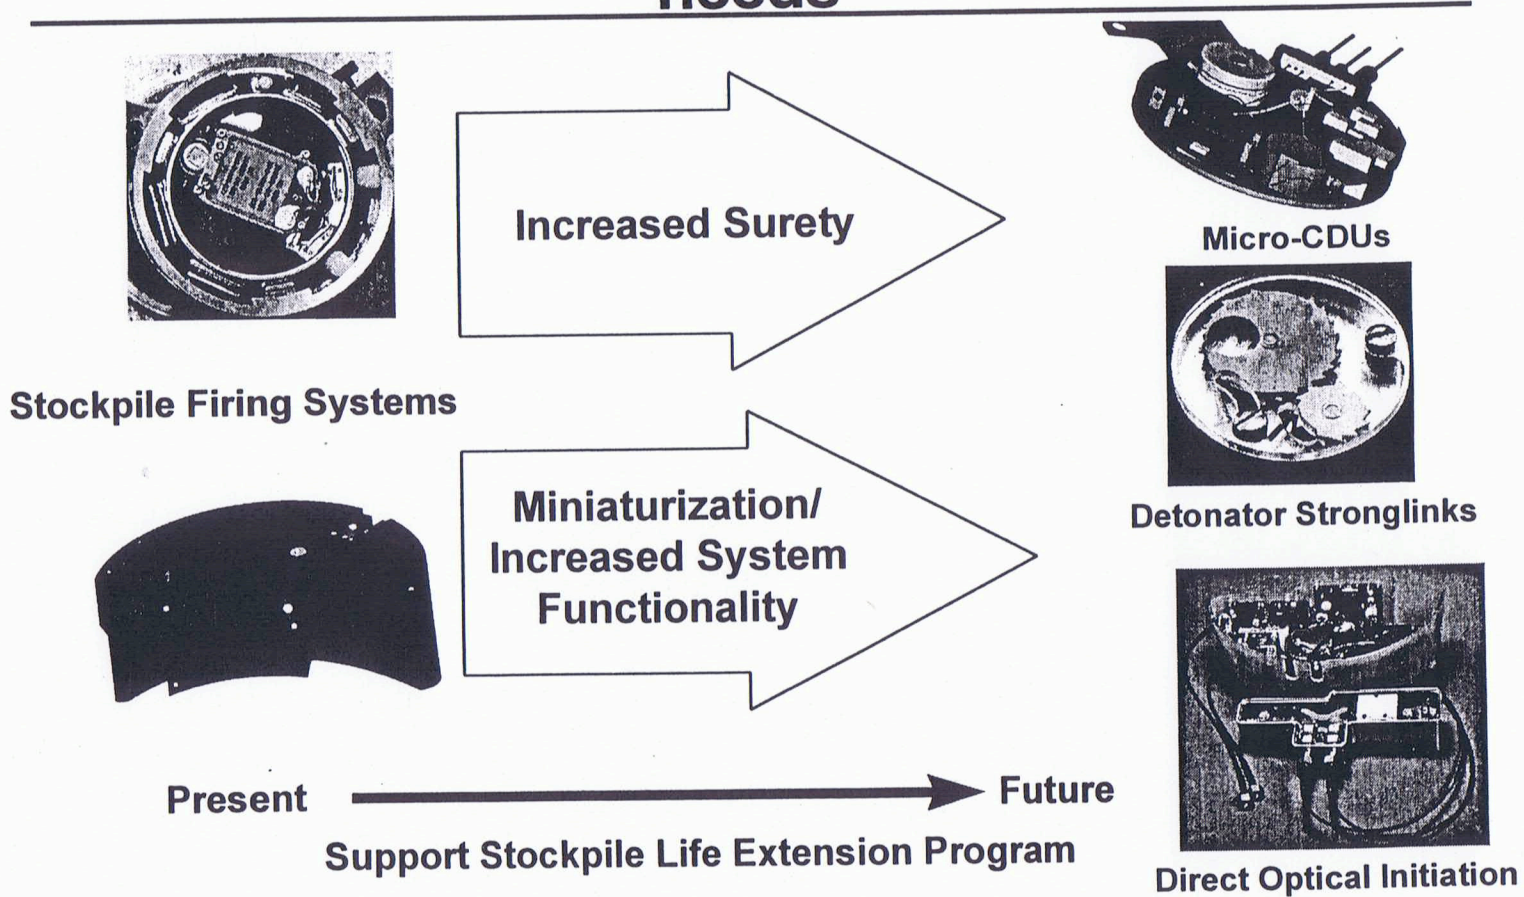 needs
Increased Surety
Micro-CDUs
Stockpile Firing Systems
Miniaturization/
Increased System
Functionality
Detonator Stronglinks
Present
Future
Support Stockpile Life Extension Program
Direct Optical Initiation